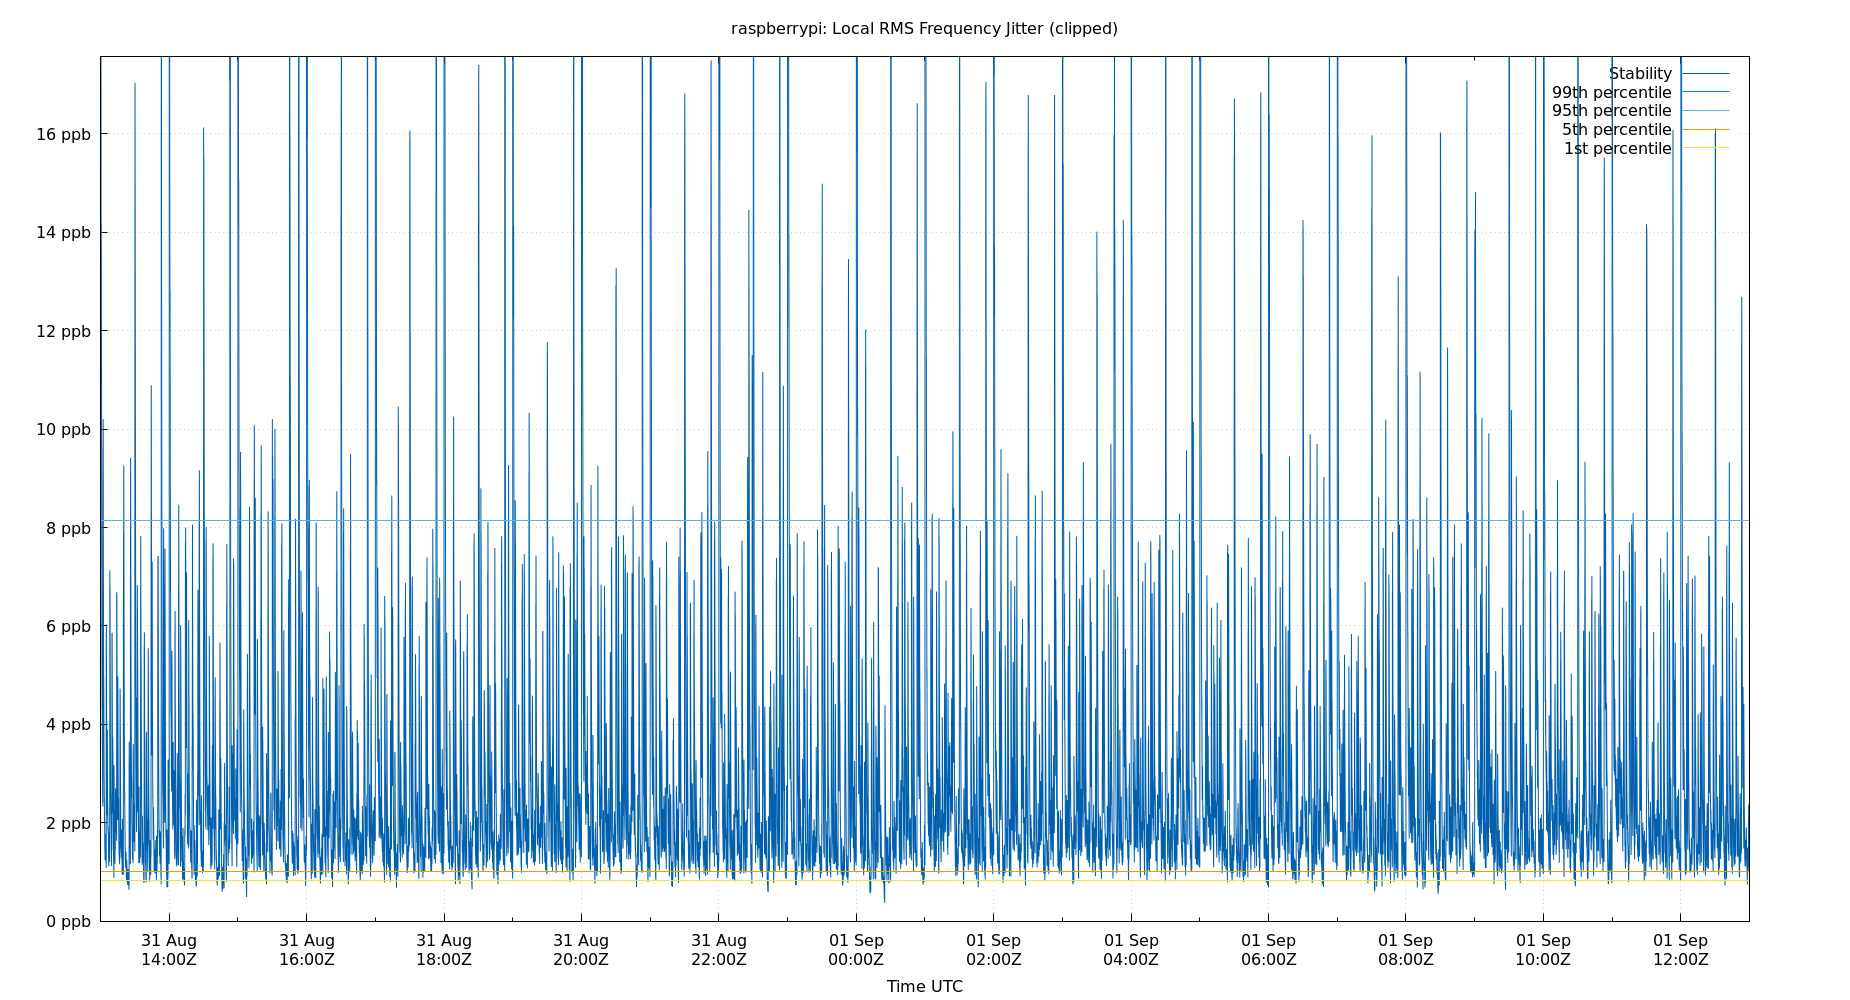 raspberrypi: Local RMS Frequency Jitter (clipped)
Stability
99th percentile
95th percentile
5th percentile
1st percentile
16 ppb
14 ppb
12 ppb
10 ppb
8 ppb
6 ppb
4 ppb
2 ppb
0 ppb
31 Aug 31 Aug 31 Aug 31 Aug 31 Aug 01 Sep 01 Sep 01 Sep 01 Sep 01 Sep 01 Sep 01 Sep
14:00Z 16:00Z 18:00Z 20:00Z 22:00Z 00:00Z 02:00Z 04:00Z 06:00Z 08:00Z 10:00Z 12:00Z
Time UTC